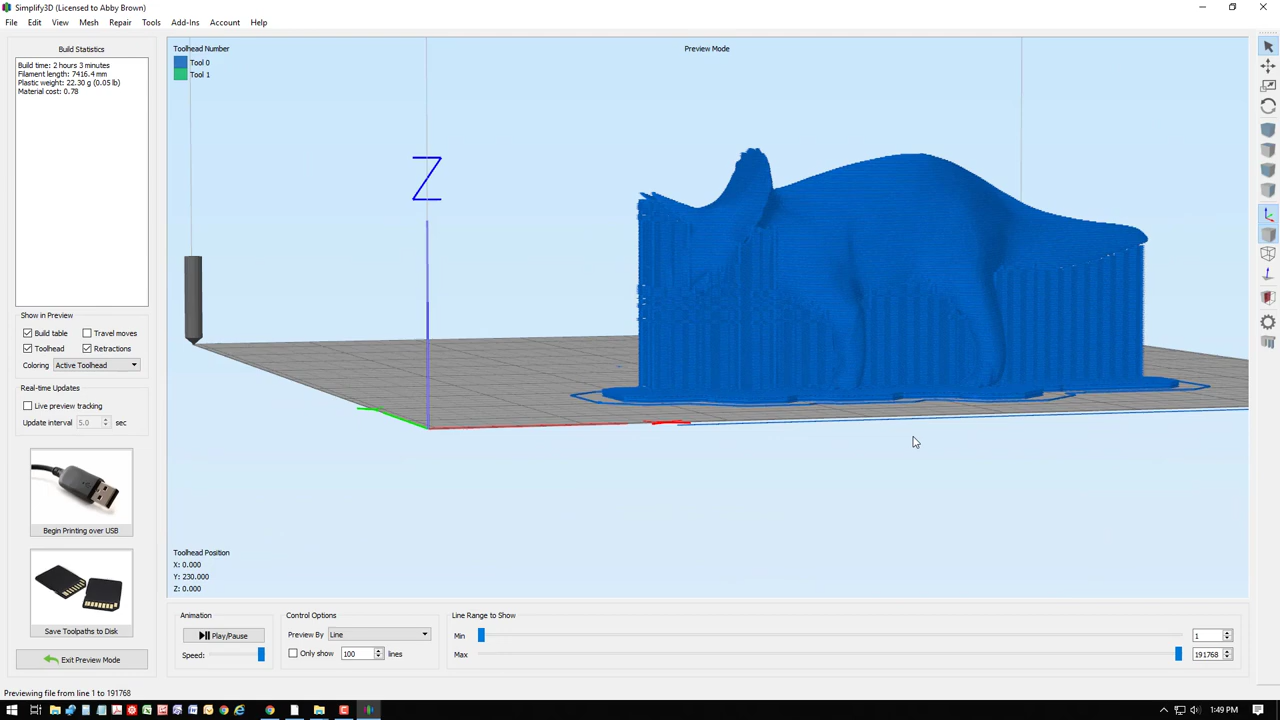 Simplify3D (Licensed to Abby Brown)
File Edit View Mesh Repair Tools Add-Ins Account Help
Build Statistics
Build time: 2 hours 3 minutes
Filament length: 7416.4 mm
Plastic weight: 22.30 g (0.05 lb)
Material cost: 0.78
Show in Preview
Build table Travel moves
Toolhead Retractions
Coloring Active Toolhead
Real-time Updates
Live preview tracking
Update interval 5.0 sec
Begin Printing over USB
Save Toolpaths to Disk
Exit Preview Mode
Toolhead Number
Tool 0
Tool 1
Preview Mode
Z
Toolhead Position
X: 0.000
Y: 230.000
Z: 0.000
Animation
Play/Pause
Speed:
Control Options
Preview By Line
Only show 100 lines
Line Range to Show
Min 1
Max 191768
Previewing file from line 1 to 191768
1:49 PM